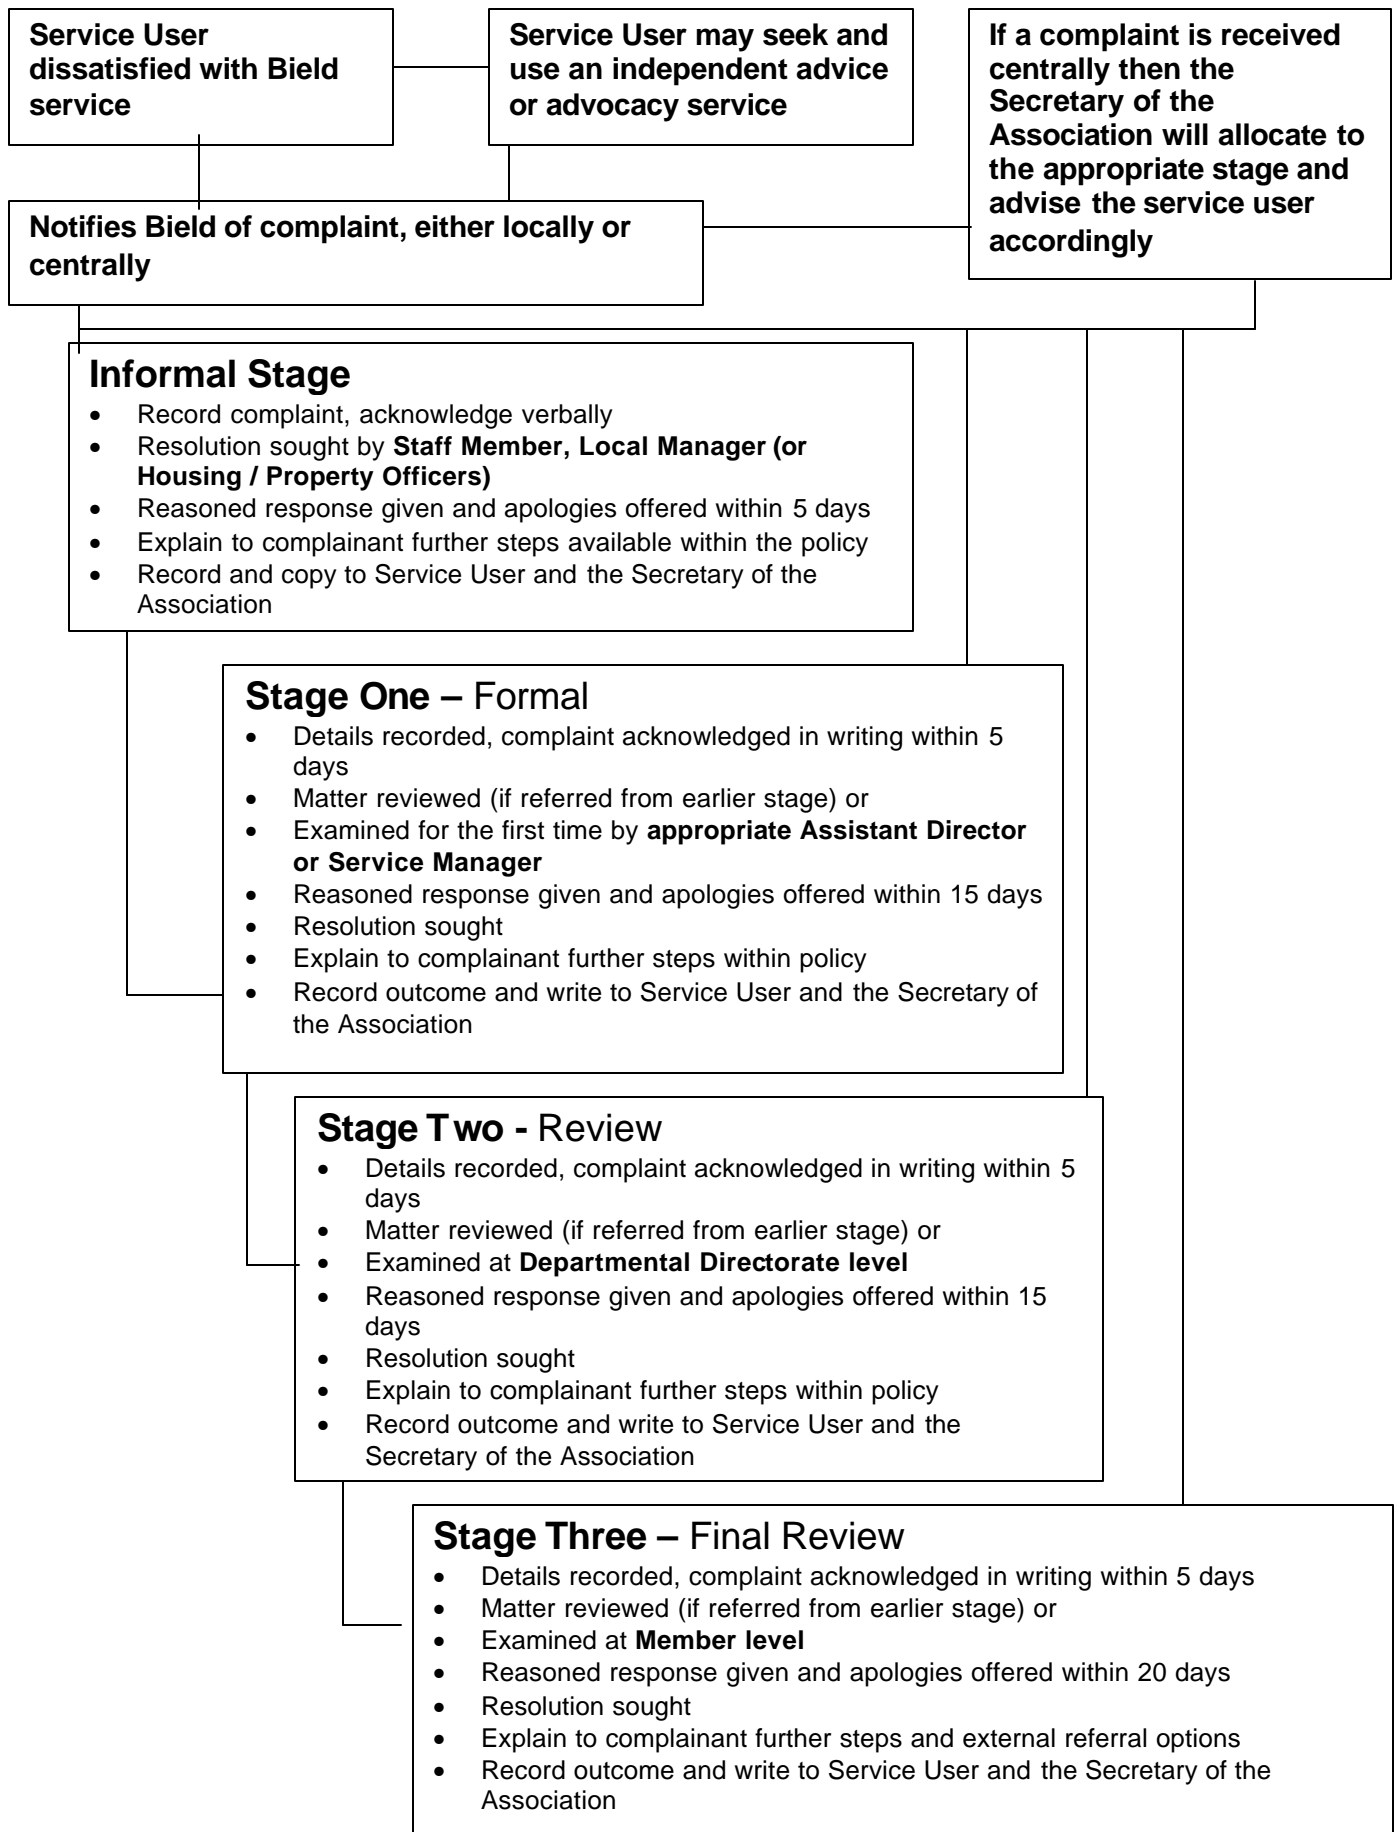 Service User
dissatisfied with Bield
service
Service User may seek and
use an independent advice
or advocacy service
If a complaint is received
centrally then the
Secretary of the
Association will allocate to
the appropriate stage and
advise the service user
accordingly
Notifies Bield of complaint, either locally or
centrally
Informal Stage
• Record complaint, acknowledge verbally
• Resolution sought by Staff Member, Local Manager (or
Housing / Property Officers)
• Reasoned response given and apologies offered within 5 days
• Explain to complainant further steps available within the policy
• Record and copy to Service User and the Secretary of the
Association
Stage One – Formal
• Details recorded, complaint acknowledged in writing within 5
days
• Matter reviewed (if referred from earlier stage) or
• Examined for the first time by appropriate Assistant Director
or Service Manager
• Reasoned response given and apologies offered within 15 days
• Resolution sought
• Explain to complainant further steps within policy
• Record outcome and write to Service User and the Secretary of
the Association
Stage Two - Review
• Details recorded, complaint acknowledged in writing within 5
days
• Matter reviewed (if referred from earlier stage) or
• Examined at Departmental Directorate level
• Reasoned response given and apologies offered within 15
days
• Resolution sought
• Explain to complainant further steps within policy
• Record outcome and write to Service User and the
Secretary of the Association
Stage Three – Final Review
• Details recorded, complaint acknowledged in writing within 5 days
• Matter reviewed (if referred from earlier stage) or
• Examined at Member level
• Reasoned response given and apologies offered within 20 days
• Resolution sought
• Explain to complainant further steps and external referral options
• Record outcome and write to Service User and the Secretary of the
Association